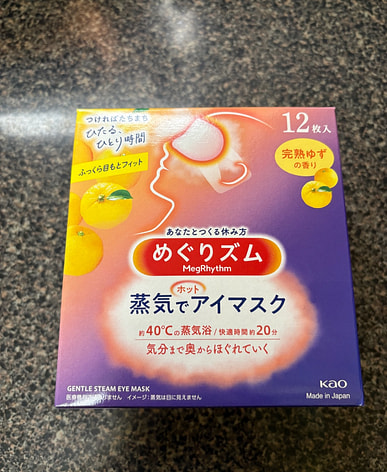 つければたちまち
ひたる、
ひとり時間
ふっくら目もとフィット
12枚入
完熟ゆず
の香り
あなたとつくる休み方
めぐリズム
MegRhythm
ホット
蒸気でアイマスク
約40℃の蒸気浴/快適時間 約20分
気分まで奥からほぐれていく
GENTLE STEAM EYE MASK
ありません イメージ:蒸気は目に見えません
Kao
Made in Japan